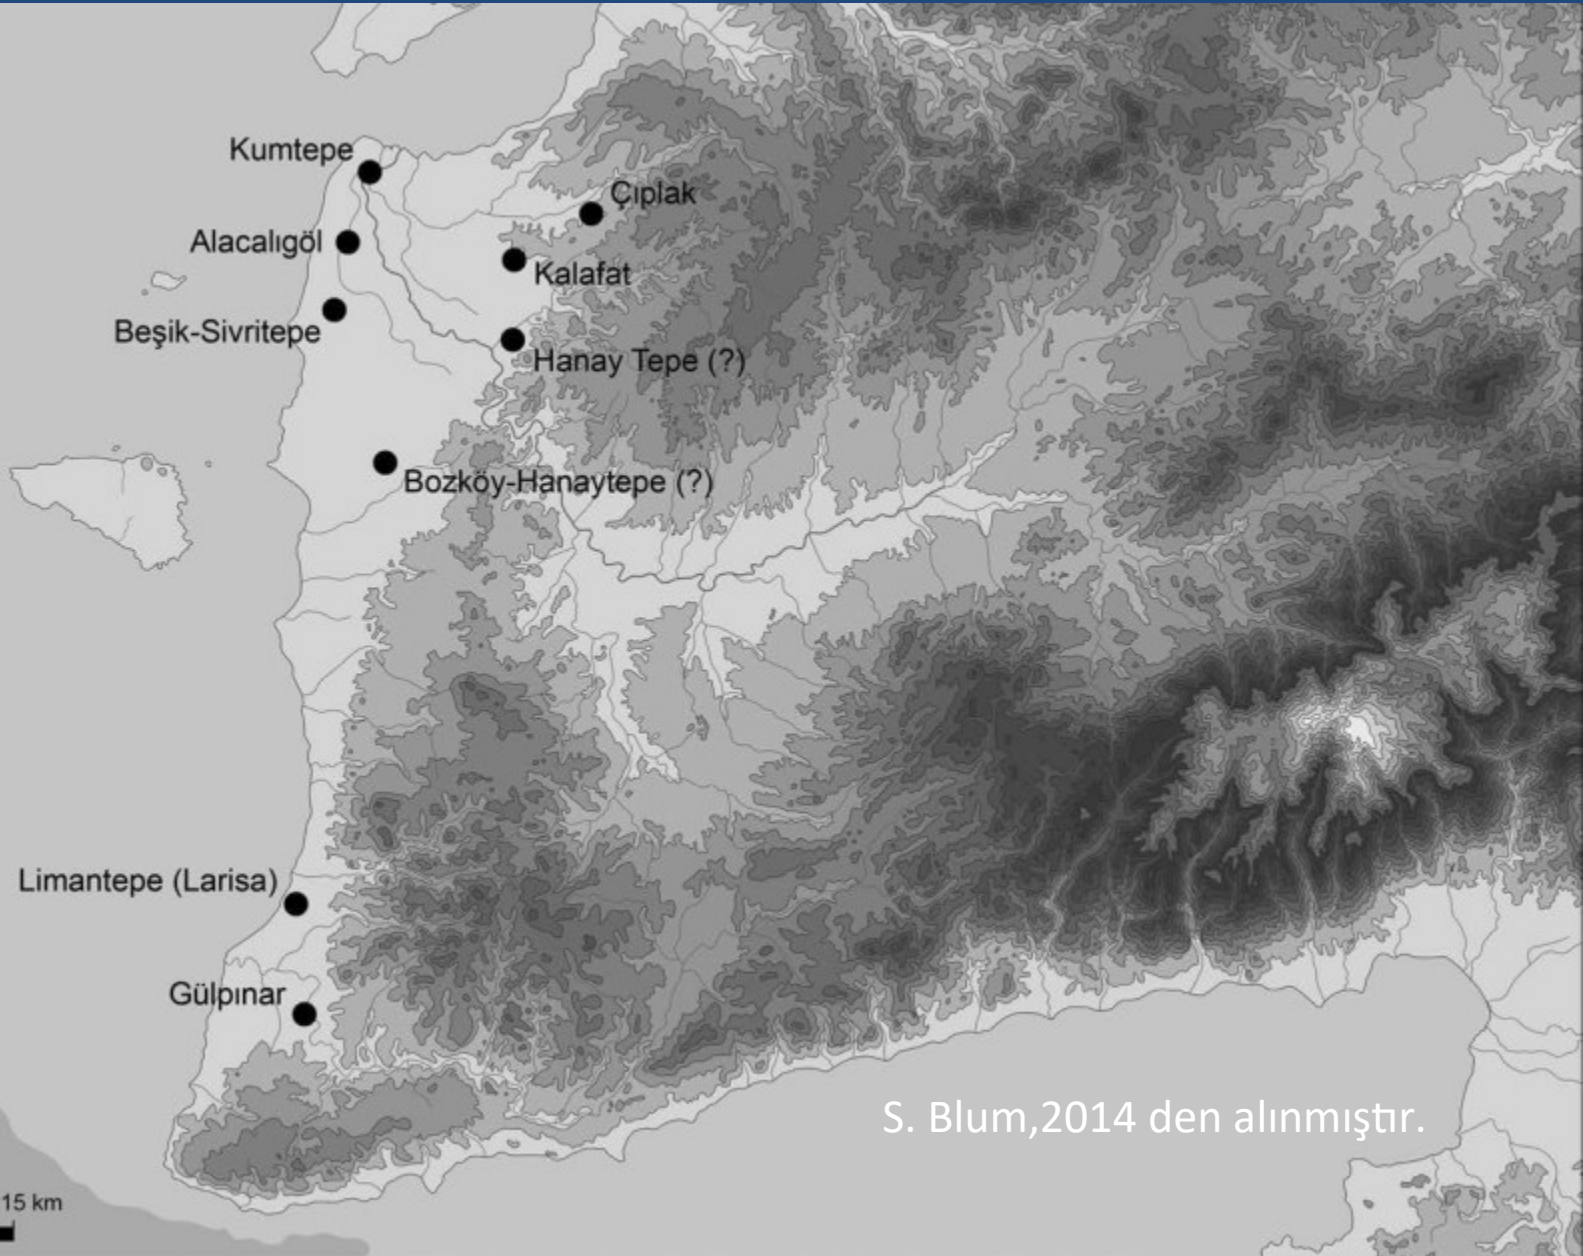 Kumtepe
Çıplak
Alacalıgöl
Kalafat
Beşik-Sivritepe
Hanay Tepe (?)
Bozköy-Hanaytepe (?)
Limantepe (Larisa)
Gülpınar
S. Blum,2014 den alınmıştır.
15 km